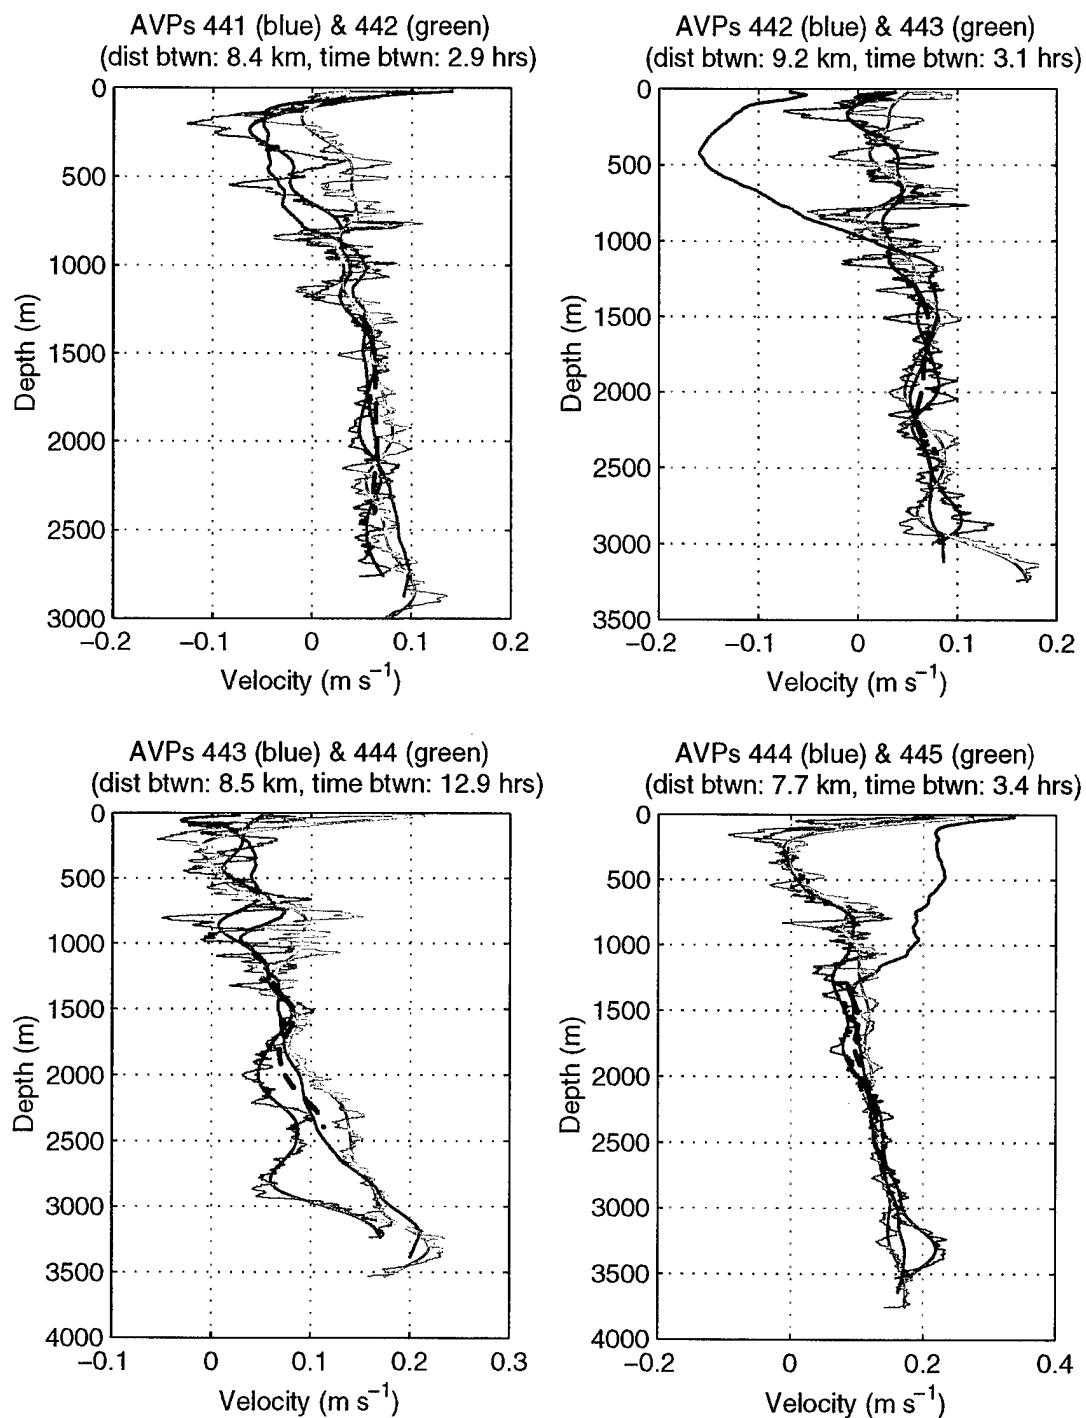 AVPs 441 (blue) & 442 (green)
(dist btwn: 8.4 km, time btwn: 2.9 hrs)
0
500
1000
1500
2000
2500
3000
Depth (m)
−0.2 −0.1 0 0.1 0.2
Velocity (m s−1)
AVPs 442 (blue) & 443 (green)
(dist btwn: 9.2 km, time btwn: 3.1 hrs)
0
500
1000
1500
2000
2500
3000
3500
Depth (m)
−0.2 −0.1 0 0.1 0.2
Velocity (m s−1)
AVPs 443 (blue) & 444 (green)
(dist btwn: 8.5 km, time btwn: 12.9 hrs)
0
500
1000
1500
2000
2500
3000
3500
4000
Depth (m)
−0.1 0 0.1 0.2 0.3
Velocity (m s−1)
AVPs 444 (blue) & 445 (green)
(dist btwn: 7.7 km, time btwn: 3.4 hrs)
0
500
1000
1500
2000
2500
3000
3500
4000
Depth (m)
−0.2 0 0.2 0.4
Velocity (m s−1)